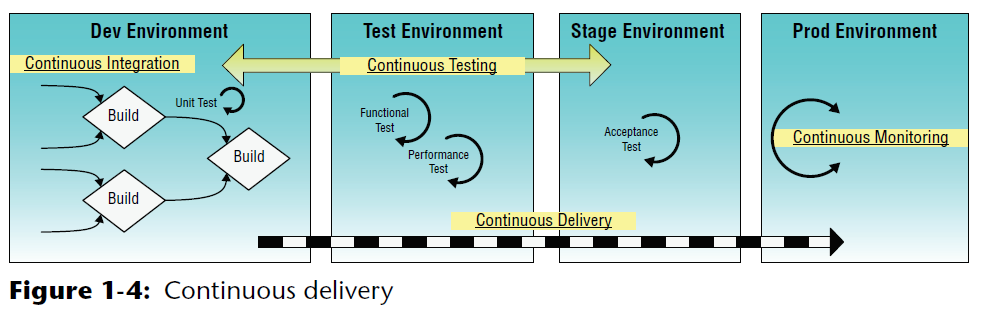 Dev Environment
Continuous Integration
Build
Unit Test
Build
Build
Test Environment
Continuous Testing
Functional
Test
Performance
Test
Stage Environment
Acceptance
Test
Prod Environment
Continuous Monitoring
Continuous Delivery
Figure 1-4: Continuous delivery